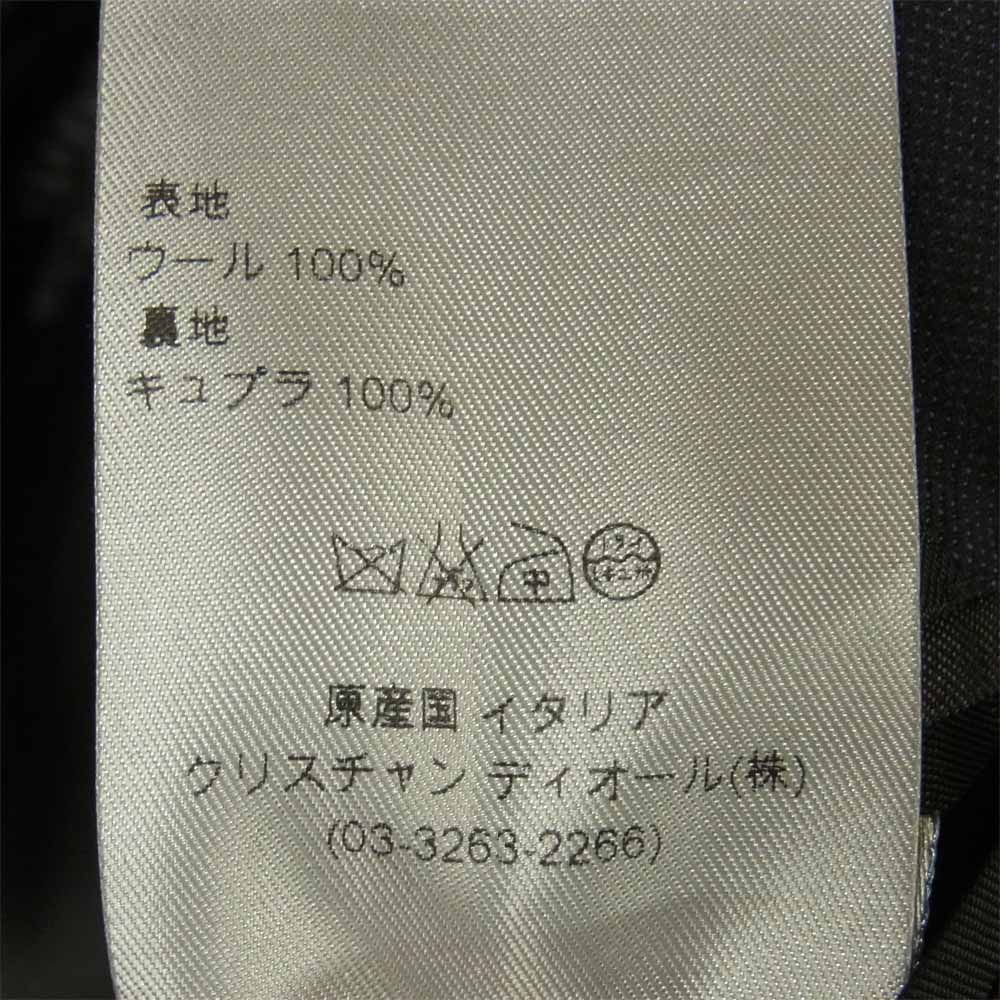 表地
ウール 100%
裏地
キュプラ 100%
中
原産国 イタリア
クリスチャン ディオール(株)
(03-3263-2266)